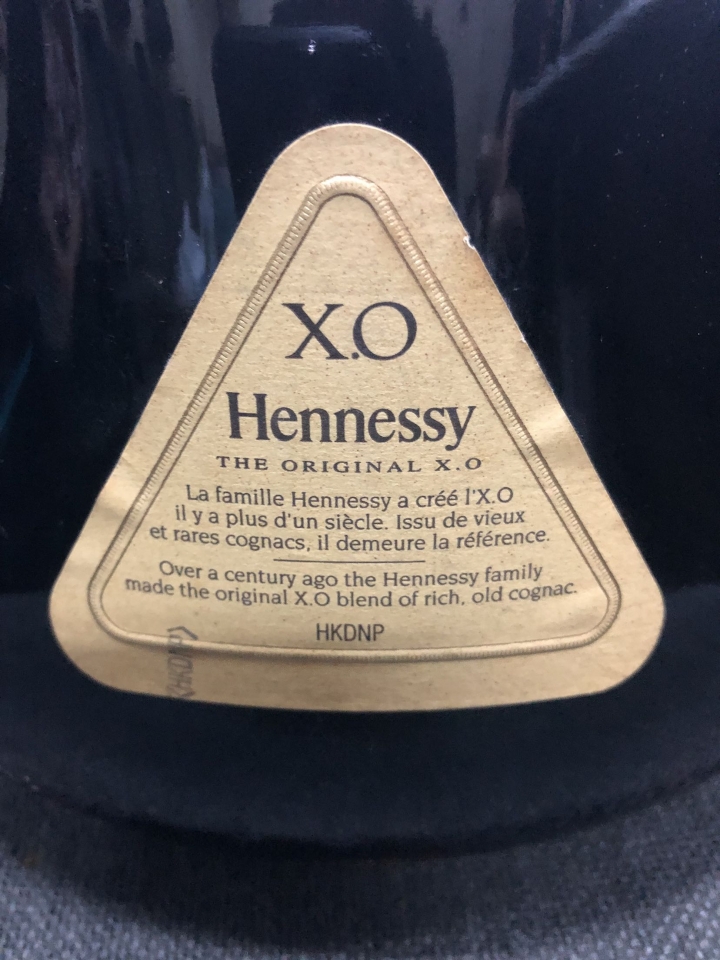 X.O
Hennessy
THE ORIGINAL X.O
La famille Hennessy a créé l'X.O
il y a plus d'un siècle. Issu de vieux
et rares cognacs, il demeure la référence.
Over a century ago the Hennessy family
made the original X.O blend of rich, old cognac.
HKDNP
<HKDNP>